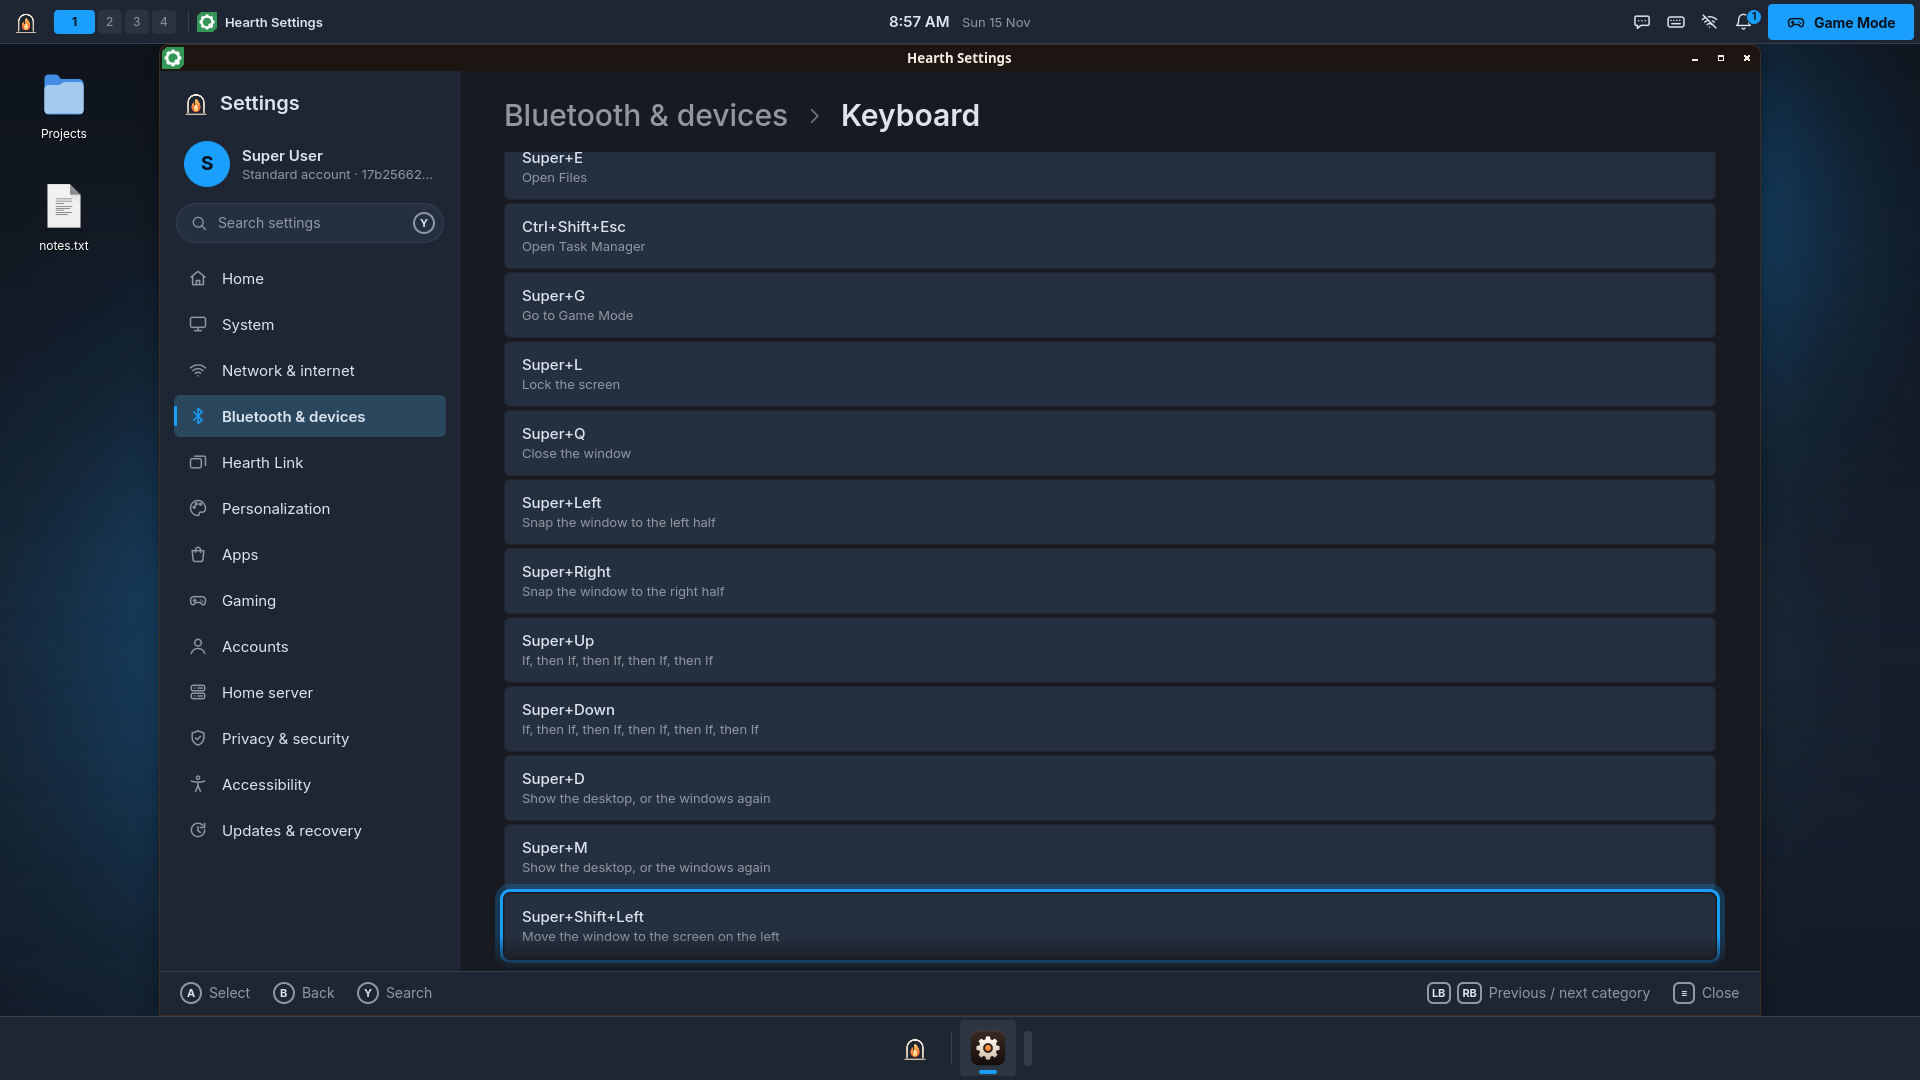 1
2
3
4
Hearth Settings
8:57 AM
Sun 15 Nov
1
Game Mode
Hearth Settings
Projects
notes.txt
Settings
S
Super User
Standard account · 17b25662...
Search settings
Y
Home
System
Network & internet
Bluetooth & devices
Hearth Link
Personalization
Apps
Gaming
Accounts
Home server
Privacy & security
Accessibility
Updates & recovery
Bluetooth & devices > Keyboard
Super+E
Open Files
Ctrl+Shift+Esc
Open Task Manager
Super+G
Go to Game Mode
Super+L
Lock the screen
Super+Q
Close the window
Super+Left
Snap the window to the left half
Super+Right
Snap the window to the right half
Super+Up
If, then If, then If, then If, then If
Super+Down
If, then If, then If, then If, then If, then If
Super+D
Show the desktop, or the windows again
Super+M
Show the desktop, or the windows again
Super+Shift+Left
Move the window to the screen on the left
A Select
B Back
Y Search
LB RB Previous / next category
≡ Close